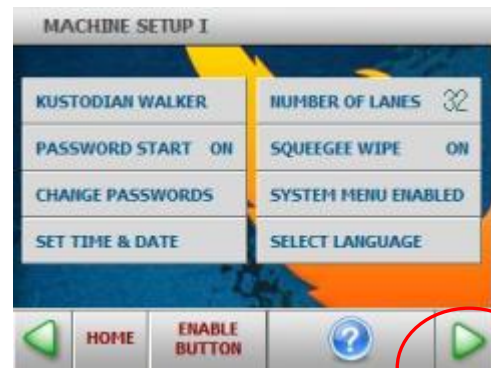 MACHINE SETUP I
KUSTODIAN WALKER
NUMBER OF LANES 32
PASSWORD START ON
SQUEEGEE WIPE ON
CHANGE PASSWORDS
SYSTEM MENU ENABLED
SET TIME & DATE
SELECT LANGUAGE
HOME
ENABLE
BUTTON
?